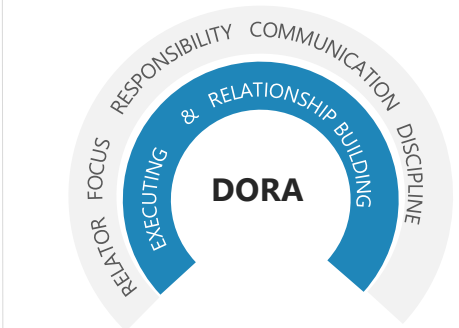 RELATOR FOCUS RESPONSIBILITY COMMUNICATION DISCIPLINE
EXECUTING & RELATIONSHIP BUILDING
DORA